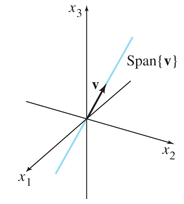 x₃
Span{v}
v
x₂
x₁